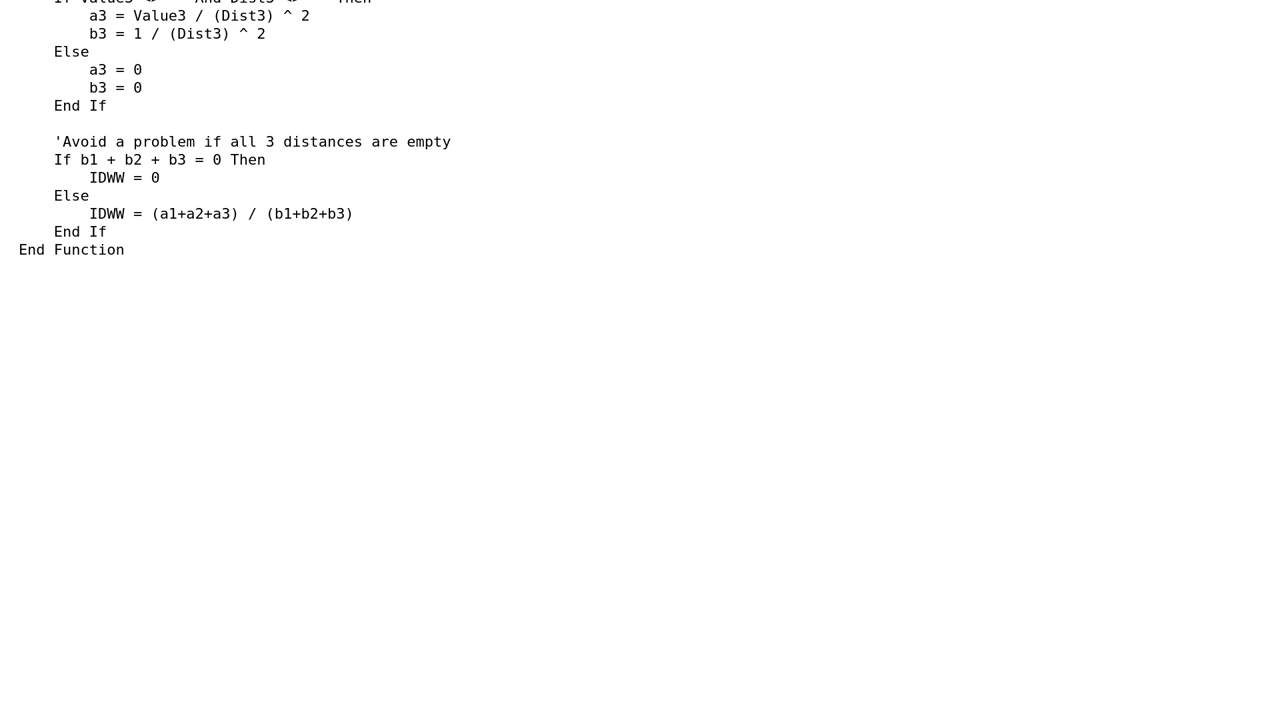 a3 = Value3 / (Dist3) ^ 2
b3 = 1 / (Dist3) ^ 2
Else
a3 = 0
b3 = 0
End If
'Avoid a problem if all 3 distances are empty
If b1 + b2 + b3 = 0 Then
IDWW = 0
Else
IDWW = (a1+a2+a3) / (b1+b2+b3)
End If
End Function